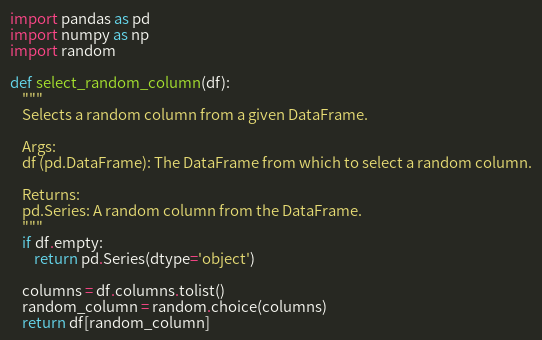 import pandas as pd
import numpy as np
import random

def select_random_column(df):
    """
    Selects a random column from a given DataFrame.

    Args:
    df (pd.DataFrame): The DataFrame from which to select a random column.

    Returns:
    pd.Series: A random column from the DataFrame.
    """
    if df.empty:
        return pd.Series(dtype='object')

    columns = df.columns.tolist()
    random_column = random.choice(columns)
    return df[random_column]